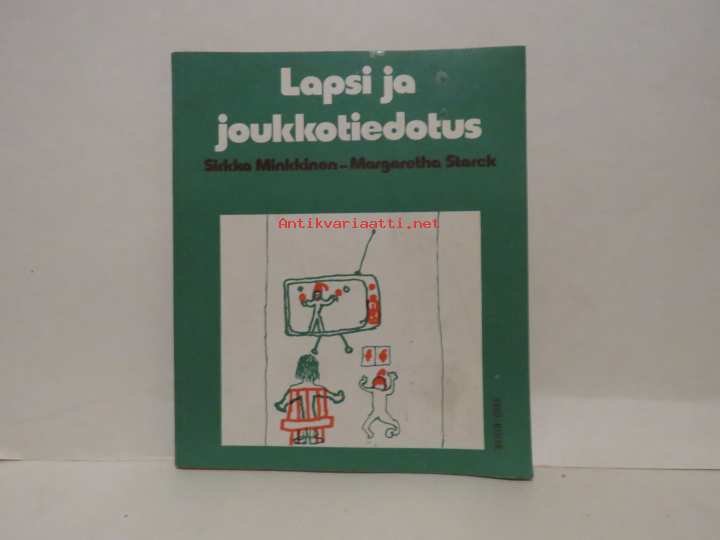 Lapsi ja
joukkotiedotus
Sirkka Minkkinen – Margaretha Starck
Antikvariaatti.net